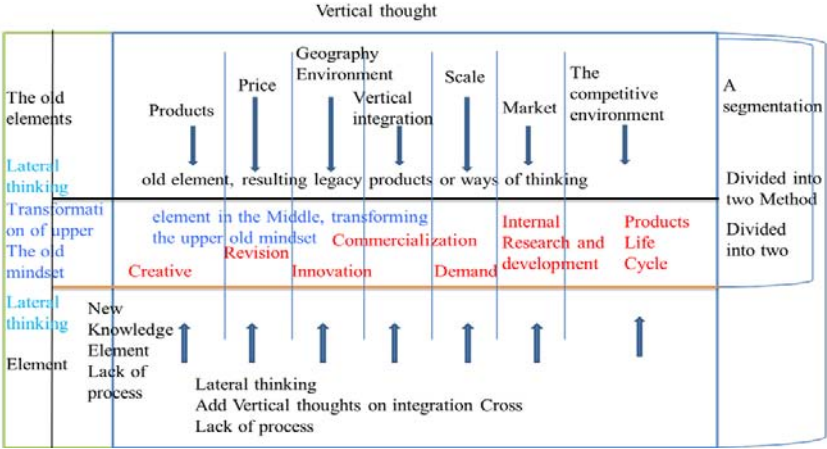 Vertical thought
The old
elements
Products
Price
Geography
Environment
Vertical
integration
Scale
Market
The
competitive
environment
A
segmentation
Lateral
thinking
old element, resulting legacy products or ways of thinking
Divided into
two Method
Transformati
on of upper
The old
mindset
element in the Middle, transforming
the upper old mindset
Creative
Revision
Innovation
Commercialization
Demand
Internal
Research and
development
Products
Life
Cycle
Divided
into two
Lateral
thinking
Element
New
Knowledge
Element
Lack of
process
Lateral thinking
Add Vertical thoughts on integration Cross
Lack of process